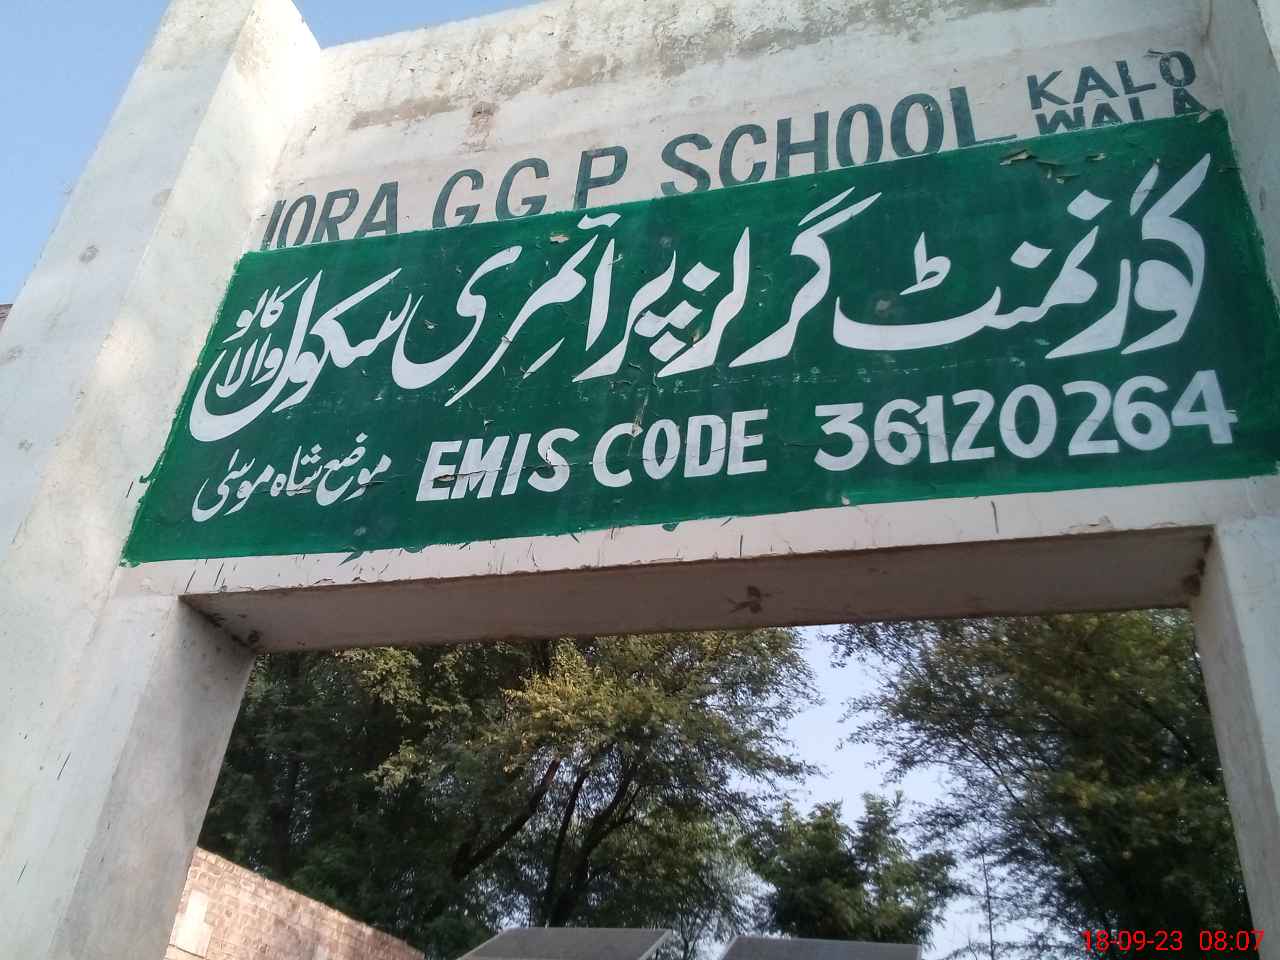 IORA GGP SCHOOL KALO WALA
گورنمنٹ گرلز پرائمری سکول کالو والا
موضع شاہ موسیٰ EMIS CODE 36120264
18-09-23 08:07